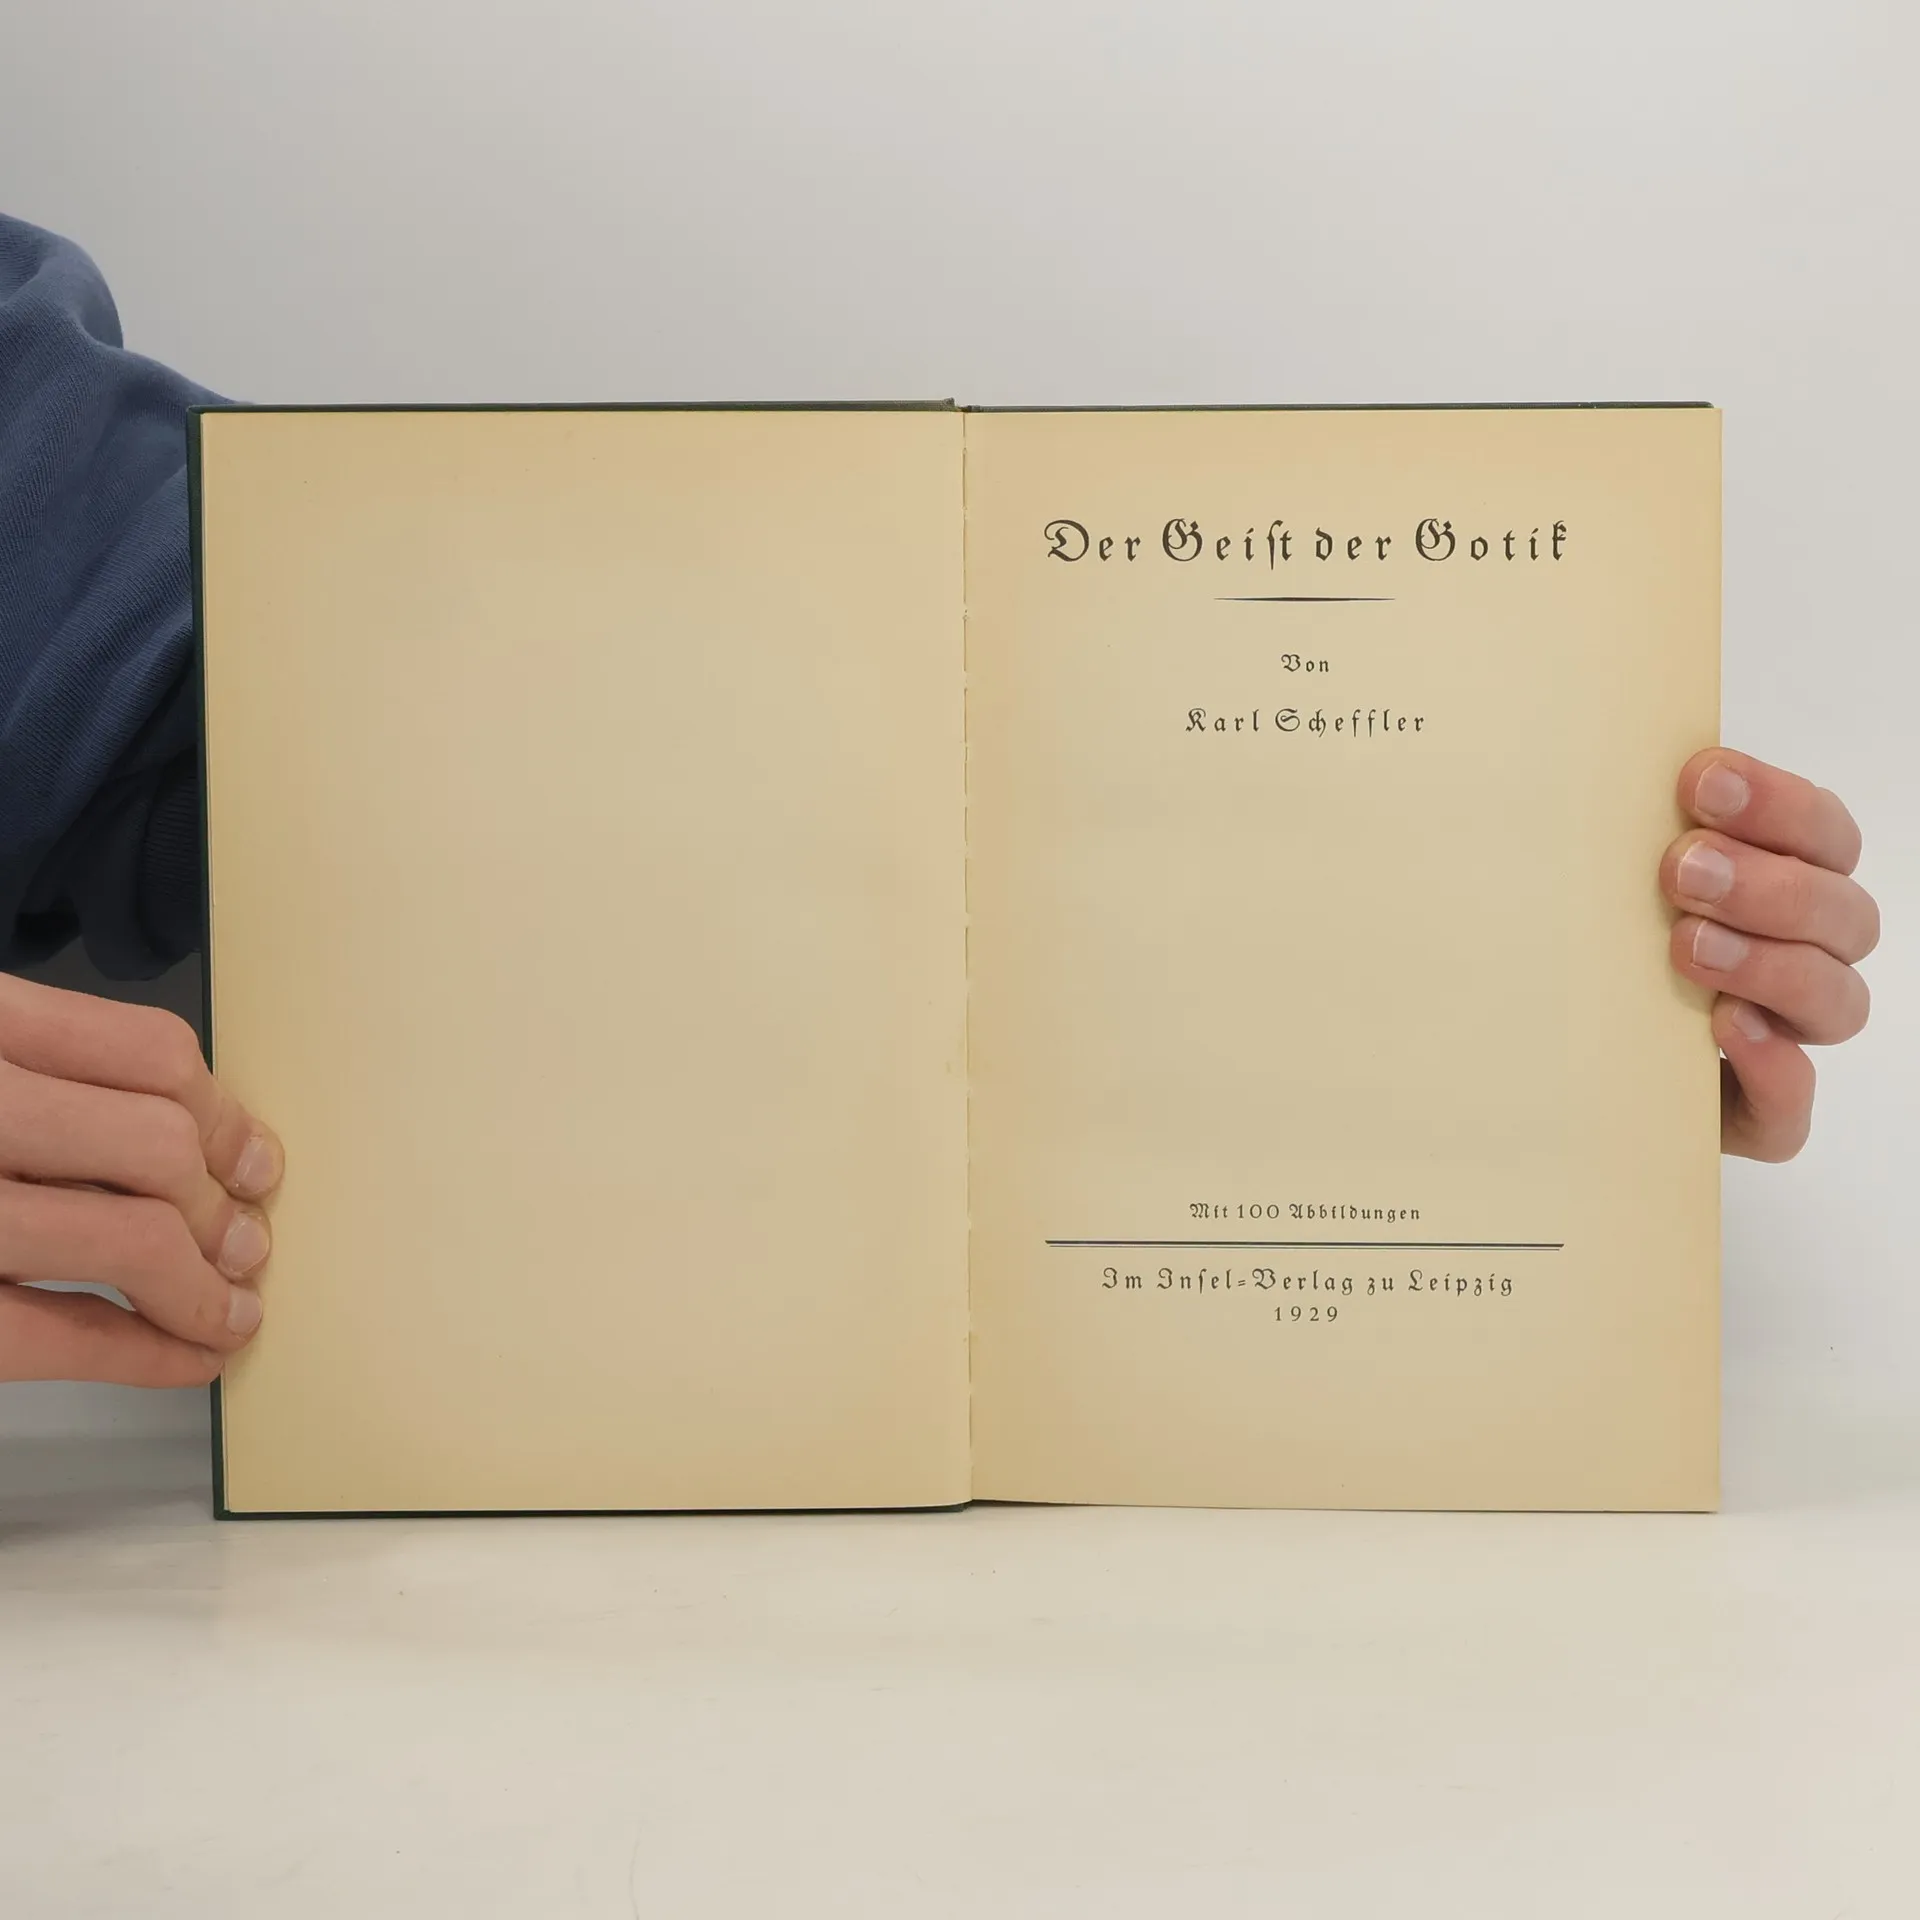 Der Geiſt der Gotik
Von
Karl Scheffler
Mit 100 Abbildungen
Im Inſel-Verlag zu Leipzig
1929